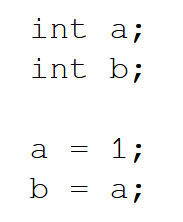 int a;
int b;
a = 1;
b = a;